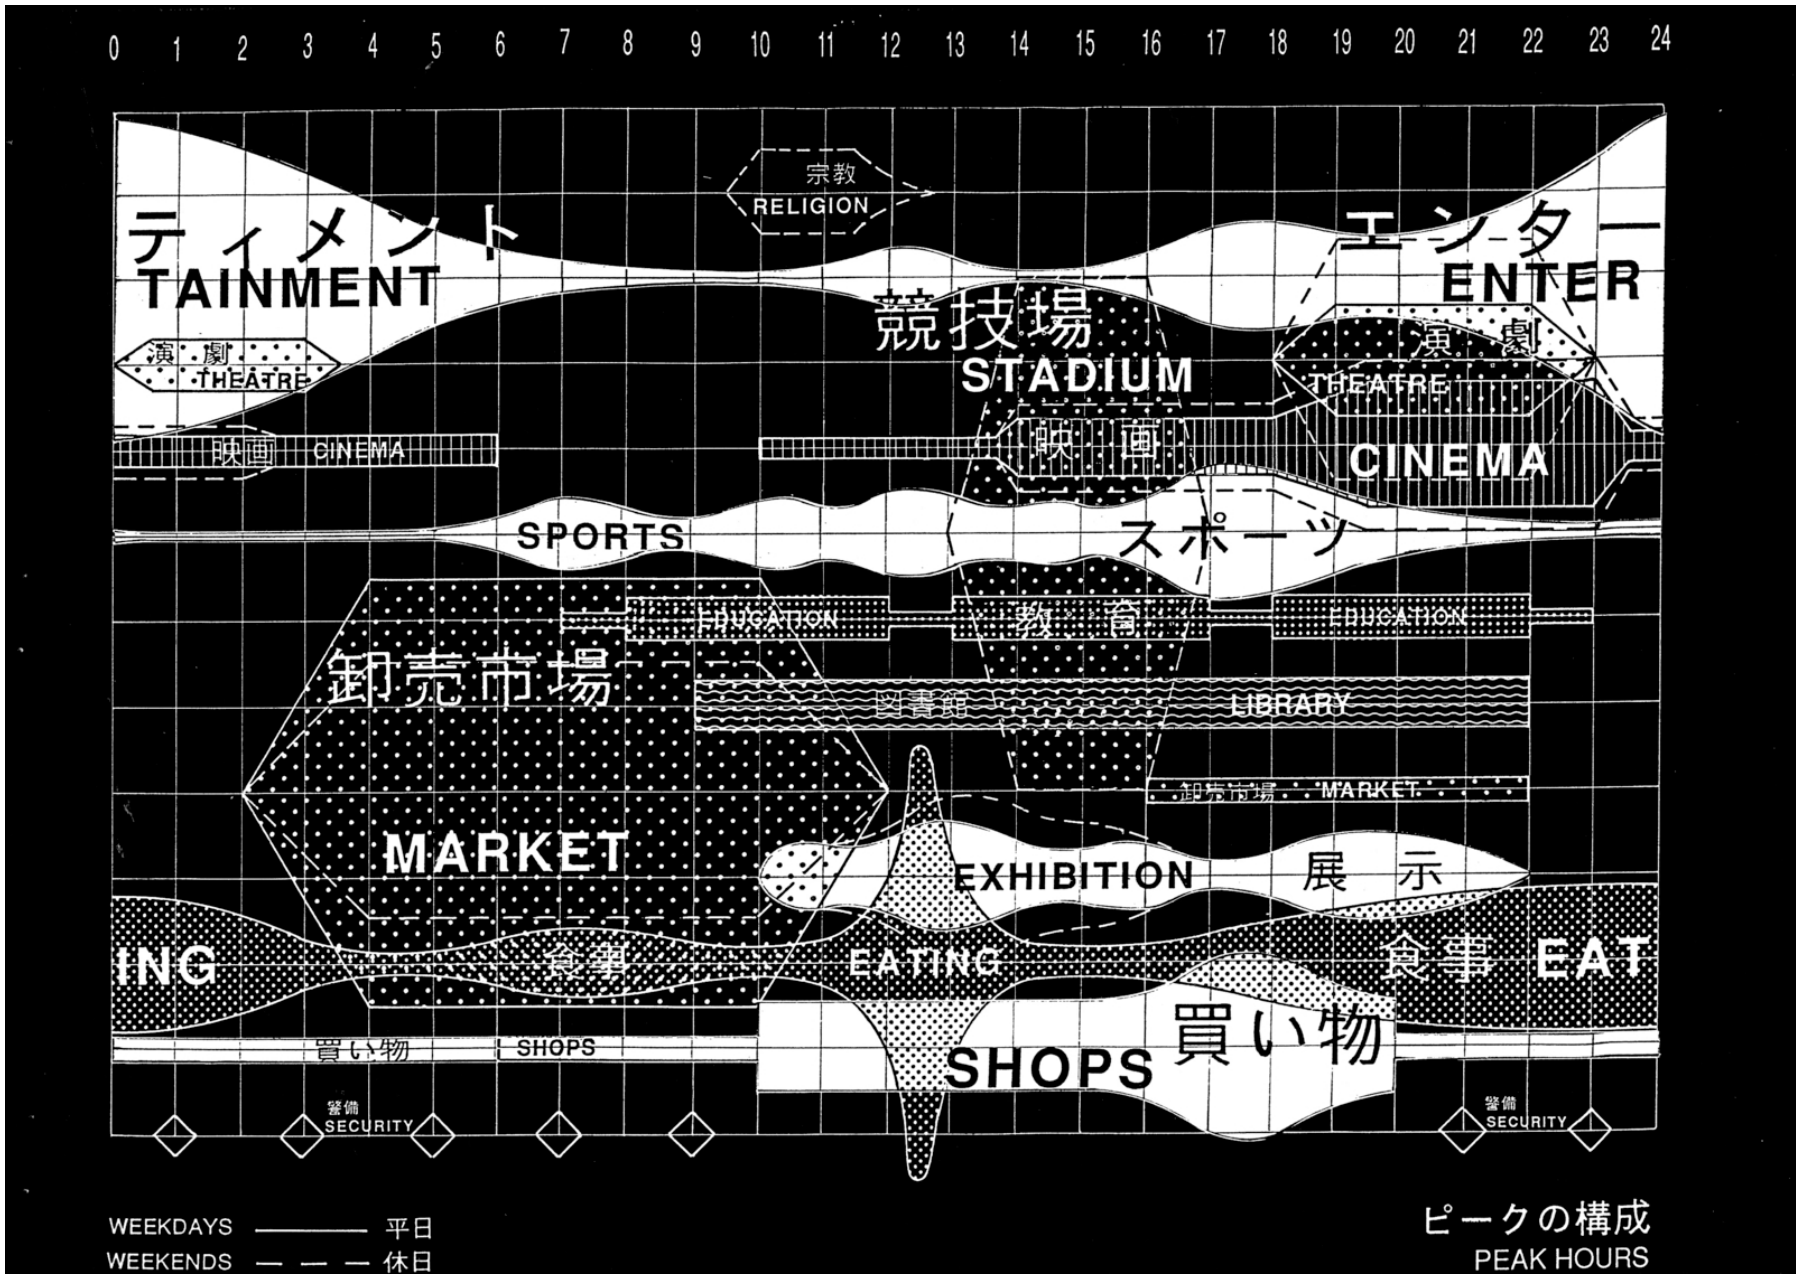 0 1 2 3 4 5 6 7 8 9 10 11 12 13 14 15 16 17 18 19 20 21 22 23 24
宗教
RELIGION
ティメント
TAINMENT
エンター
ENTER
競技場
STADIUM
演劇
THEATRE
演劇
THEATRE
映画 CINEMA
映画
CINEMA
SPORTS
スポーツ
EDUCATION
教育
EDUCATION
卸売市場
MARKET
図書館
LIBRARY
卸売市場 MARKET
EXHIBITION
展示
ING
食事
EATING
食事
EAT
買い物 SHOPS
SHOPS
買い物
警備
SECURITY
警備
SECURITY
WEEKDAYS 平日
WEEKENDS 休日
ピークの構成
PEAK HOURS